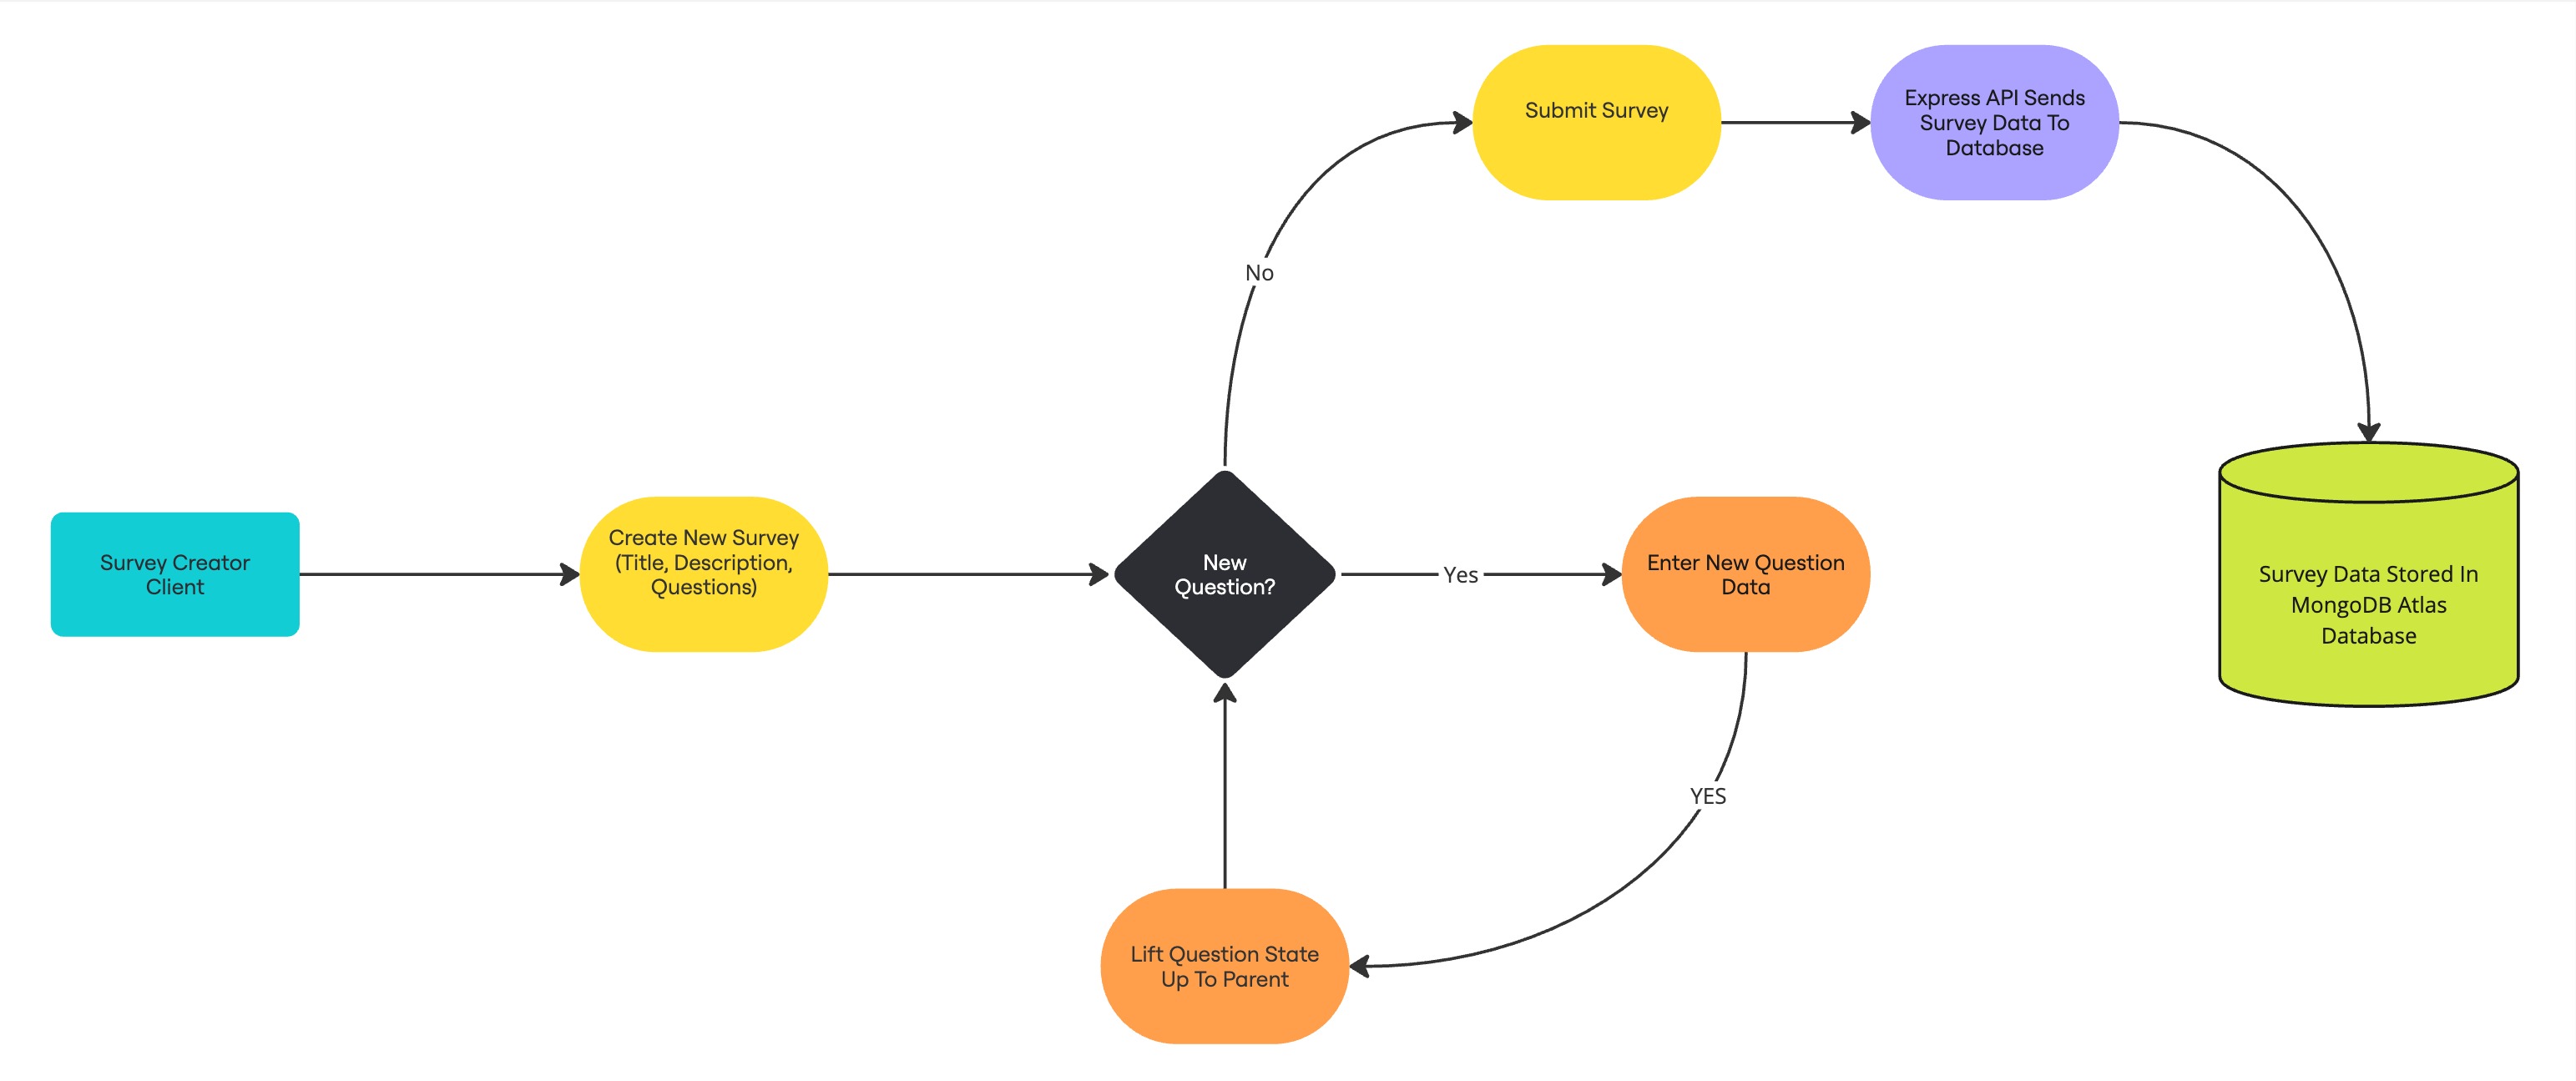 Submit Survey
Express API Sends
Survey Data To
Database
No
Survey Creator
Client
Create New Survey
(Title, Description,
Questions)
New
Question?
Yes
Enter New Question
Data
Survey Data Stored In
MongoDB Atlas
Database
YES
Lift Question State
Up To Parent